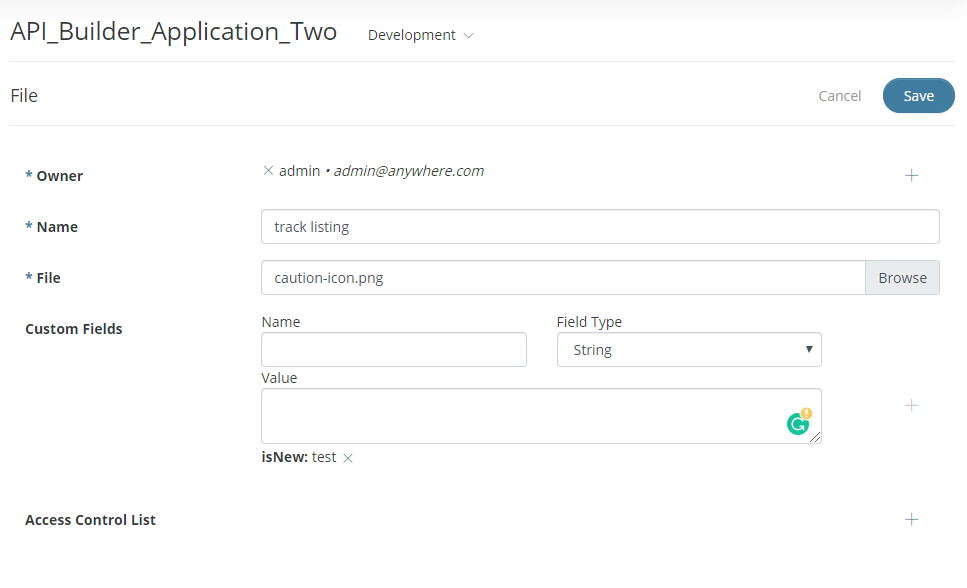 API_Builder_Application_Two Development
File Cancel Save
* Owner admin • admin@anywhere.com
* Name track listing
* File caution-icon.png Browse
Custom Fields Name Field Type
String
Value
isNew: test
Access Control List